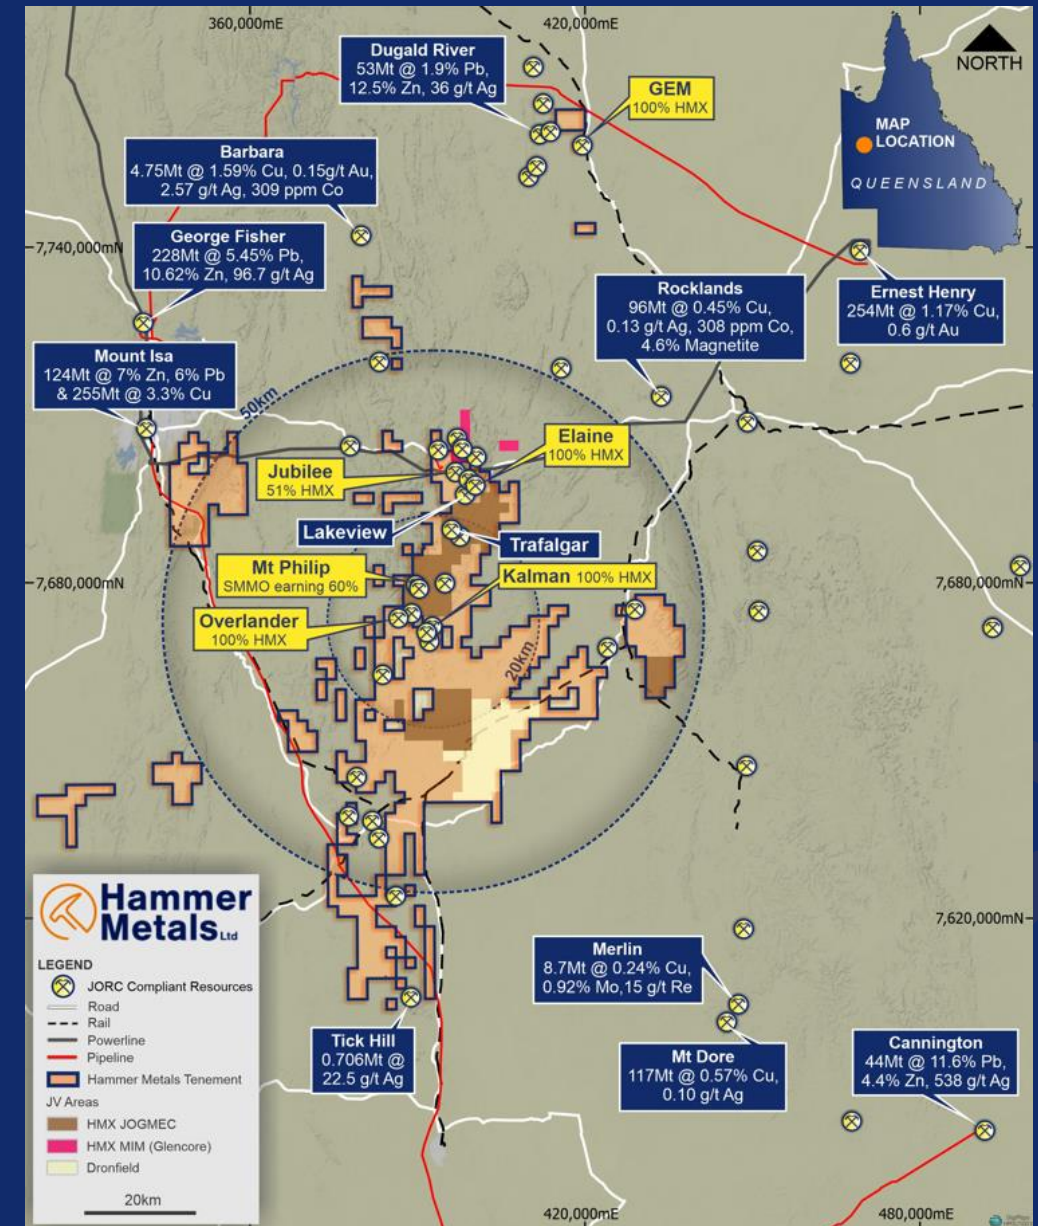 360,000mE
420,000mE
NORTH
Dugald River
53Mt @ 1.9% Pb,
12.5% Zn, 36 g/t Ag
GEM
100% HMX
MAP
LOCATION
QUEENSLAND
Barbara
4.75Mt @ 1.59% Cu, 0.15g/t Au,
2.57 g/t Ag, 309 ppm Co
7,740,000mN
George Fisher
228Mt @ 5.45% Pb,
10.62% Zn, 96.7 g/t Ag
Rocklands
96Mt @ 0.45% Cu,
0.13 g/t Ag, 308 ppm Co,
4.6% Magnetite
Ernest Henry
254Mt @ 1.17% Cu,
0.6 g/t Au
Mount Isa
124Mt @ 7% Zn, 6% Pb
& 255Mt @ 3.3% Cu
50km
Elaine
100% HMX
Jubilee
51% HMX
Lakeview
Trafalgar
Mt Philip
SMMO earning 60%
Kalman 100% HMX
7,680,000mN
7,680,000mN
Overlander
100% HMX
20km
Hammer
Metals Ltd
LEGEND
JORC Compliant Resources
Road
Rail
Powerline
Pipeline
Hammer Metals Tenement
JV Areas
HMX JOGMEC
HMX MIM (Glencore)
Dronfield
20km
7,620,000mN
Merlin
8.7Mt @ 0.24% Cu,
0.92% Mo,15 g/t Re
Tick Hill
0.706Mt @
22.5 g/t Ag
Mt Dore
117Mt @ 0.57% Cu,
0.10 g/t Ag
Cannington
44Mt @ 11.6% Pb,
4.4% Zn, 538 g/t Ag
420,000mE
480,000mE